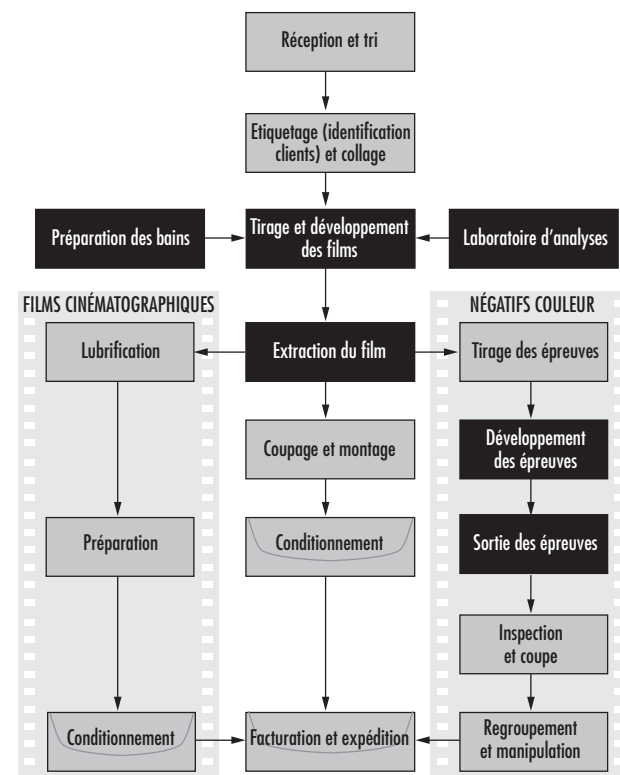 Réception et tri
Etiquetage (identification
clients) et collage
Préparation des bains
Tirage et développement
des films
Laboratoire d'analyses
FILMS CINÉMATOGRAPHIQUES
NÉGATIFS COULEUR
Lubrification
Extraction du film
Tirage des épreuves
Coupage et montage
Développement
des épreuves
Préparation
Conditionnement
Sortie des épreuves
Inspection
et coupe
Conditionnement
Facturation et expédition
Regroupement
et manipulation